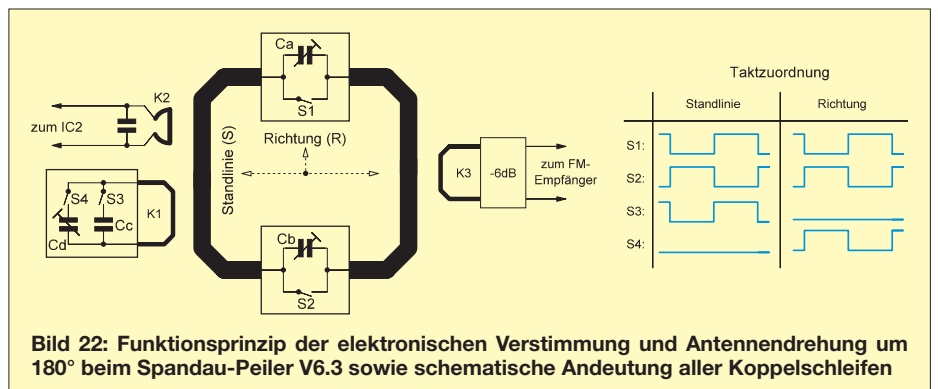 Ca
S1
K2
zum IC2
Standlinie (S)
Richtung (R)
S4
S3
K1
Cd
Cc
K3
-6dB
zum FM-
Empfänger
Cb
S2
Taktzuordnung
Standlinie
Richtung
S1:
S2:
S3:
S4:
Bild 22: Funktionsprinzip der elektronischen Verstimmung und Antennendrehung um
180° beim Spandau-Peiler V6.3 sowie schematische Andeutung aller Koppelschleifen